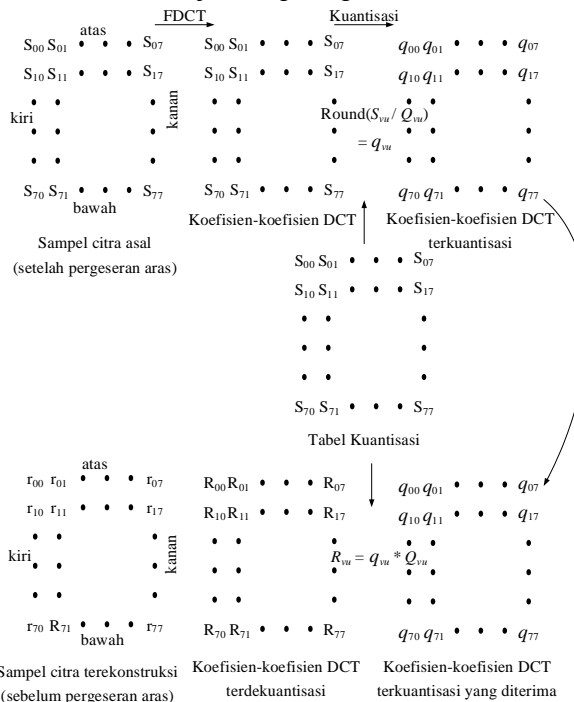 FDCT Kuantisasi
atas
S00 S01 • • • S07 S00 S01 • • • S07 q00 q01 • • • q07
S10 S11 • • • S17 S10 S11 • • • S17 q10 q11 • • • q17
kiri kanan
Round(Svu / Qvu)
= qvu
S70 S71 • • • S77 S70 S71 • • • S77 q70 q71 • • • q77
bawah
Koefisien-koefisien DCT Koefisien-koefisien DCT
terkuantisasi
Sampel citra asal
(setelah pergeseran aras)
S00 S01 • • • S07
S10 S11 • • • S17
S70 S71 • • • S77
Tabel Kuantisasi
atas
r00 r01 • • • r07 R00 R01 • • • R07 q00 q01 • • • q07
r10 r11 • • • r17 R10 R11 • • • R17 q10 q11 • • • q17
kiri kanan Rvu = qvu * Qvu
r70 R71 • • • r77 R70 R71 • • • R77 q70 q71 • • • q77
bawah
Sampel citra terekonstruksi Koefisien-koefisien DCT Koefisien-koefisien DCT
(sebelum pergeseran aras) terdekuantisasi terkuantisasi yang diterima